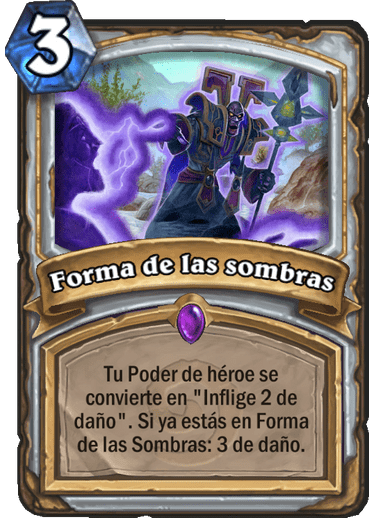 3
Forma de las sombras
Tu Poder de héroe se
convierte en "Inflige 2 de
daño". Si ya estás en Forma
de las Sombras: 3 de daño.